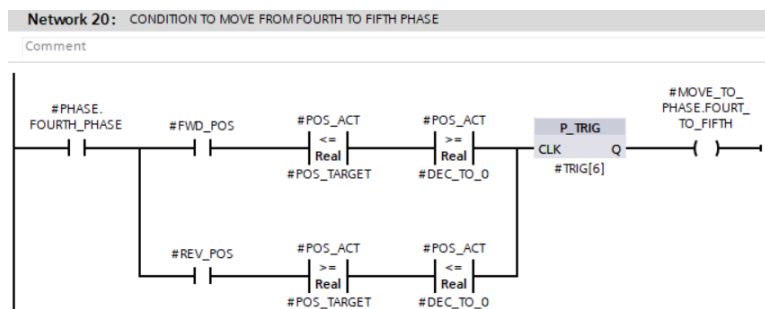 Network 20: CONDITION TO MOVE FROM FOURTH TO FIFTH PHASE
Comment
#PHASE.
FOURTH_PHASE
#FWD_POS
#POS_ACT
<=
Real
#POS_TARGET
#POS_ACT
>=
Real
#DEC_TO_0
P_TRIG
CLK Q
#TRIG[6]
#MOVE_TO_
PHASE.FOURT_
TO_FIFTH
#REV_POS
#POS_ACT
>=
Real
#POS_TARGET
#POS_ACT
<=
Real
#DEC_TO_0